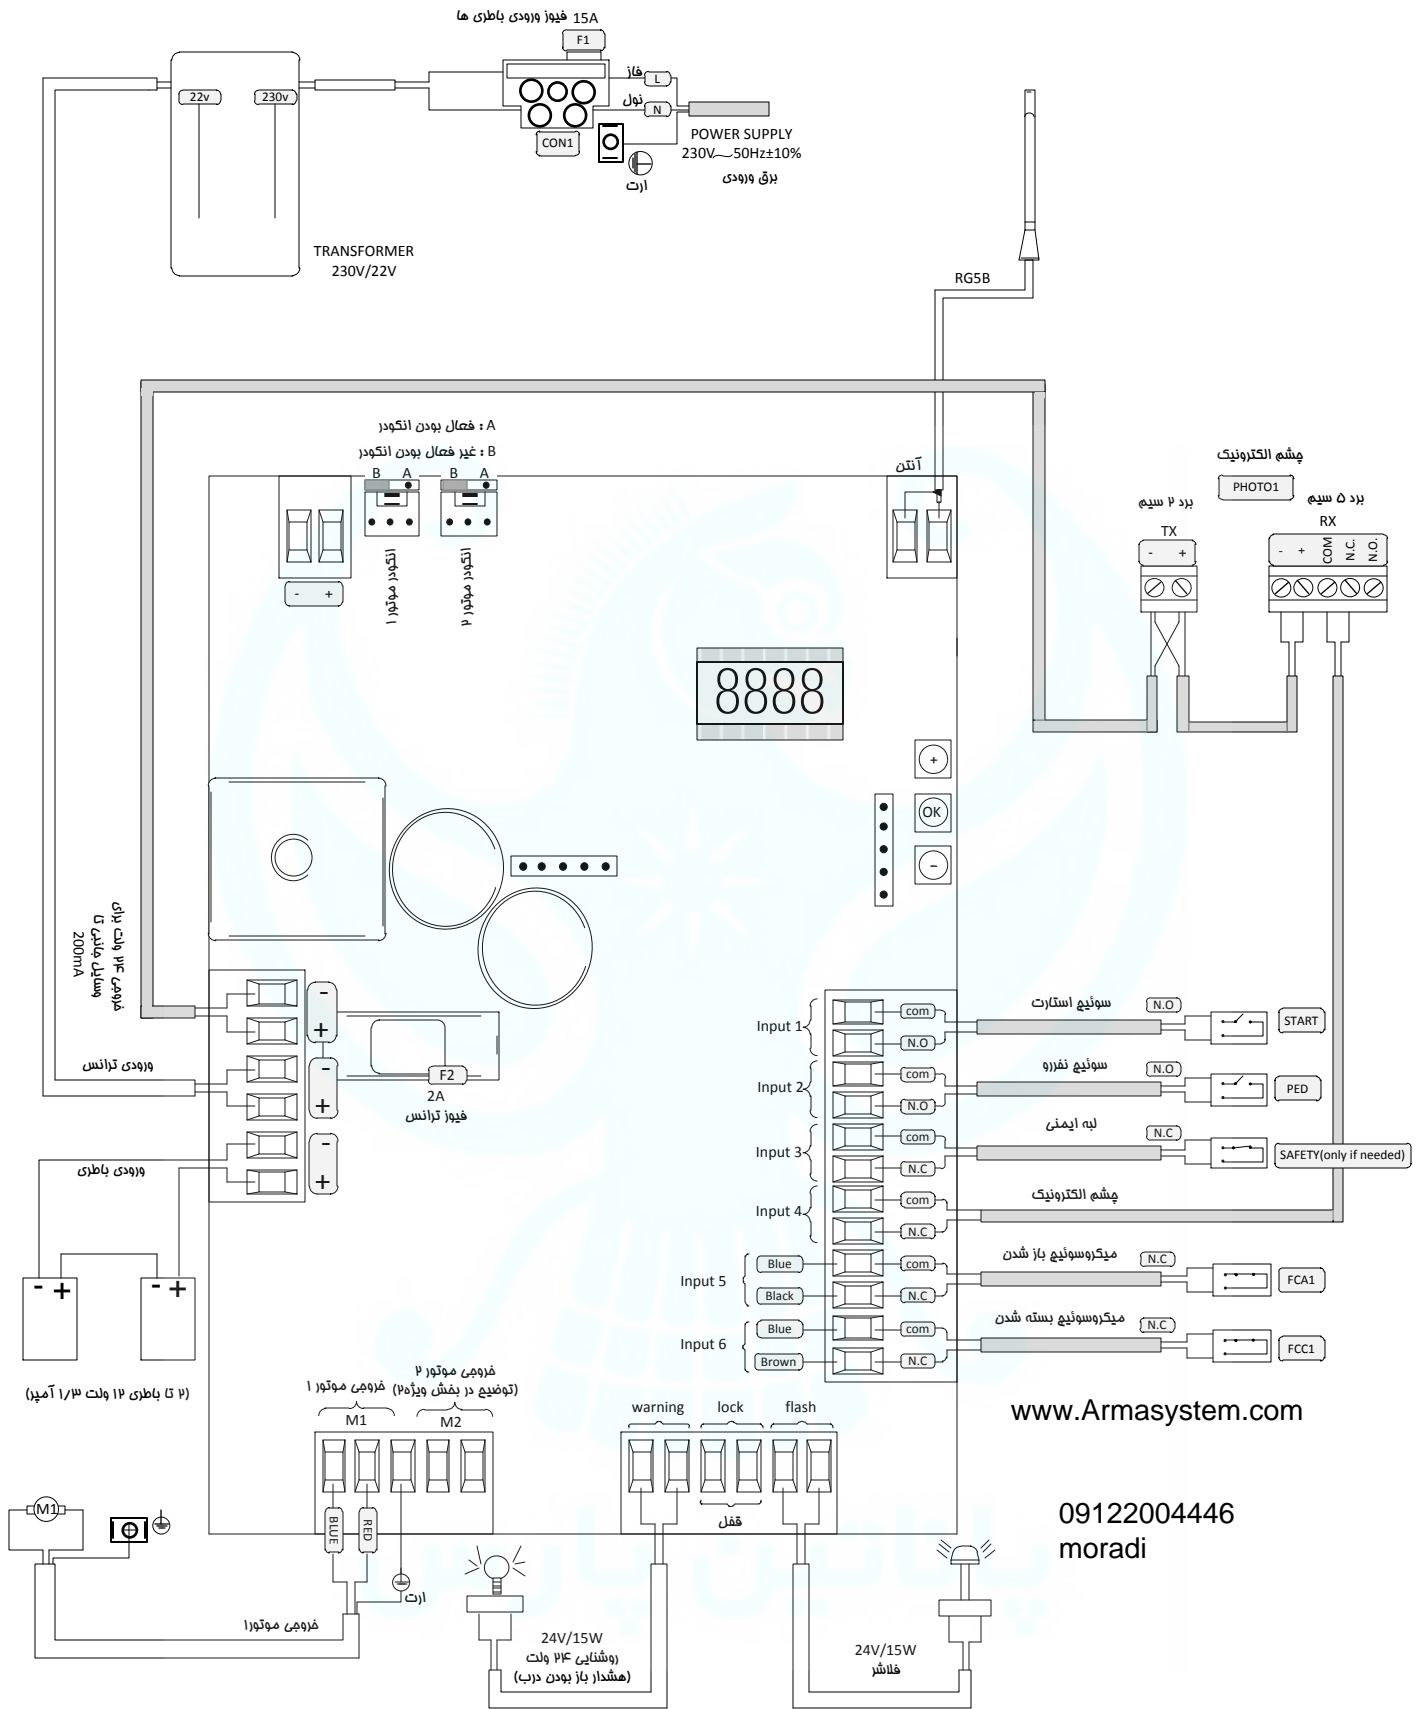 فیوز ورودی باطری ها 15A
F1
فاز
L
22v
230v
نول
N
CON1
POWER SUPPLY
230V~50Hz±10%
برق ورودی
ارت
TRANSFORMER
230V/22V
RG5B
A : فعال بودن انکودر
B : غیر فعال بودن انکودر
B A
B A
آنتن
چشم الکترونیک
PHOTO1
برد ۲ سیم
برد ۵ سیم
TX
RX
- +
- + COM N.C. N.O.
- +
انکودر موتور ۱
انکودر موتور ۲
8888
+
OK
-
خروجی ۲۴ ولت برای
وسایل جانبی تا
200mA
-
+
ورودی ترانس
-
+
F2
2A
فیوز ترانس
ورودی باطری
-
+
Input 1
com
N.O
سوئیچ استارت
N.O
START
Input 2
com
N.O
سوئیچ نفررو
N.O
PED
Input 3
com
N.C
لبه ایمنی
N.C
SAFETY(only if needed)
Input 4
com
N.C
چشم الکترونیک
Input 5
Blue
Black
com
N.C
میکروسوئیچ باز شدن
N.C
FCA1
Input 6
Blue
Brown
com
N.C
میکروسوئیچ بسته شدن
N.C
FCC1
- +
- +
(۲ تا باطری ۱۲ ولت ۱/۳ آمپر)
خروجی موتور ۱
M1
خروجی موتور ۲
(توضیح در بخش ویژه۲)
M2
warning
lock
flash
قفل
www.Armasystem.com
09122004446
moradi
M1
BLUE
RED
ارت
خروجی موتور۱
24V/15W
روشنایی ۲۴ ولت
(هشدار باز بودن درب)
24V/15W
فلاشر
پلاتین پارس